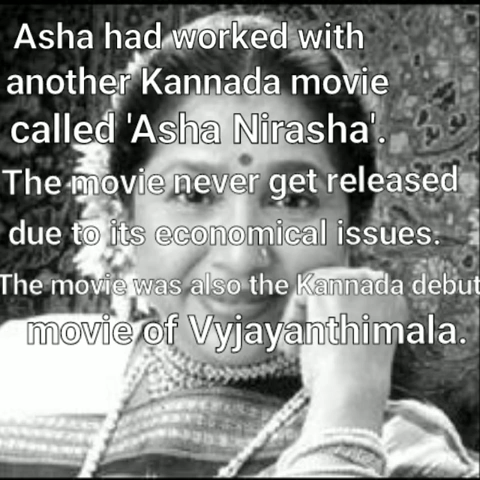 Asha had worked with
another Kannada movie
called 'Asha Nirasha'.
The movie never get released
due to its economical issues.
The movie was also the Kannada debut
movie of Vyjayanthimala.